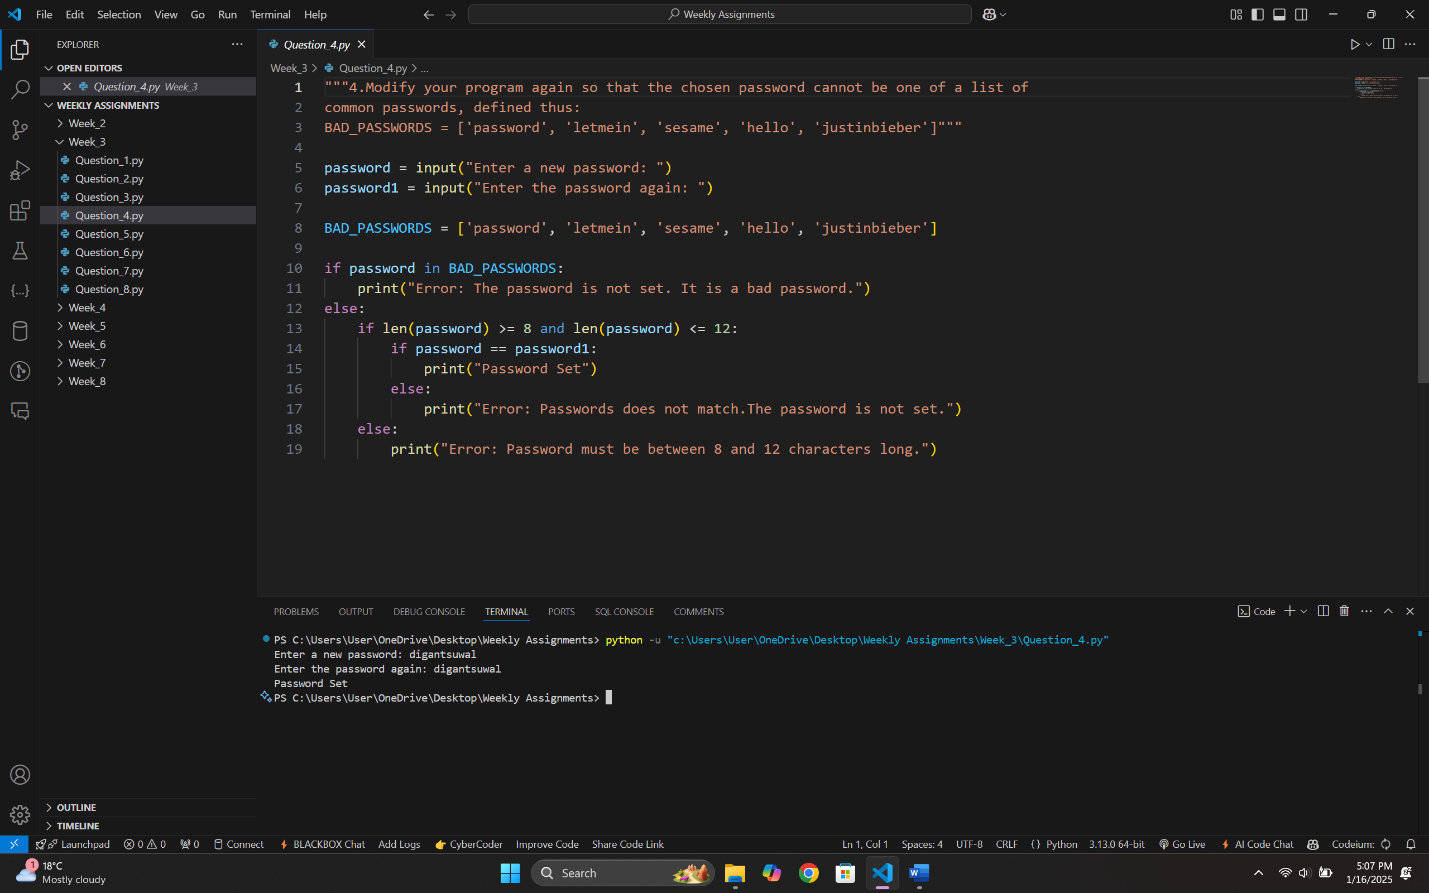 File Edit Selection View Go Run Terminal Help
Weekly Assignments
EXPLORER
OPEN EDITORS
Question_4.py Week_3
WEEKLY ASSIGNMENTS
Week_2
Week_3
Question_1.py
Question_2.py
Question_3.py
Question_4.py
Question_5.py
Question_6.py
Question_7.py
Question_8.py
Week_4
Week_5
Week_6
Week_7
Week_8
OUTLINE
TIMELINE
Question_4.py
Week_3 > Question_4.py > ...
1 """4.Modify your program again so that the chosen password cannot be one of a list of
2 common passwords, defined thus:
3 BAD_PASSWORDS = ['password', 'letmein', 'sesame', 'hello', 'justinbieber']"""
4
5 password = input("Enter a new password: ")
6 password1 = input("Enter the password again: ")
7
8 BAD_PASSWORDS = ['password', 'letmein', 'sesame', 'hello', 'justinbieber']
9
10 if password in BAD_PASSWORDS:
11 print("Error: The password is not set. It is a bad password.")
12 else:
13 if len(password) >= 8 and len(password) <= 12:
14 if password == password1:
15 print("Password Set")
16 else:
17 print("Error: Passwords does not match.The password is not set.")
18 else:
19 print("Error: Password must be between 8 and 12 characters long.")
PROBLEMS OUTPUT DEBUG CONSOLE TERMINAL PORTS SQL CONSOLE COMMENTS
Code
PS C:\Users\User\OneDrive\Desktop\Weekly Assignments> python -u "c:\Users\User\OneDrive\Desktop\Weekly Assignments\Week_3\Question_4.py"
Enter a new password: digantsuwal
Enter the password again: digantsuwal
Password Set
PS C:\Users\User\OneDrive\Desktop\Weekly Assignments>
Launchpad 0 0 0 Connect BLACKBOX Chat Add Logs CyberCoder Improve Code Share Code Link Ln 1, Col 1 Spaces: 4 UTF-8 CRLF {} Python 3.13.0 64-bit Go Live AI Code Chat Codeium:
1 18°C
Mostly cloudy
Search
5:07 PM
1/16/2025